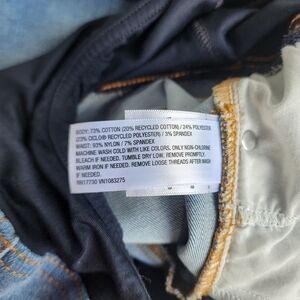 BODY: 73% COTTON (20% RECYCLED COTTON) / 24% POLYESTER
(23% CICLO® RECYCLED POLYESTER) / 3% SPANDEX
WAIST: 93% NYLON / 7% SPANDEX
MACHINE WASH COLD WITH LIKE COLORS. ONLY NON-CHLORINE
BLEACH IF NEEDED. TUMBLE DRY LOW. REMOVE PROMPTLY.
WARM IRON IF NEEDED. REMOVE LOOSE THREADS AFTER WASH
IF NEEDED.
VN1083275